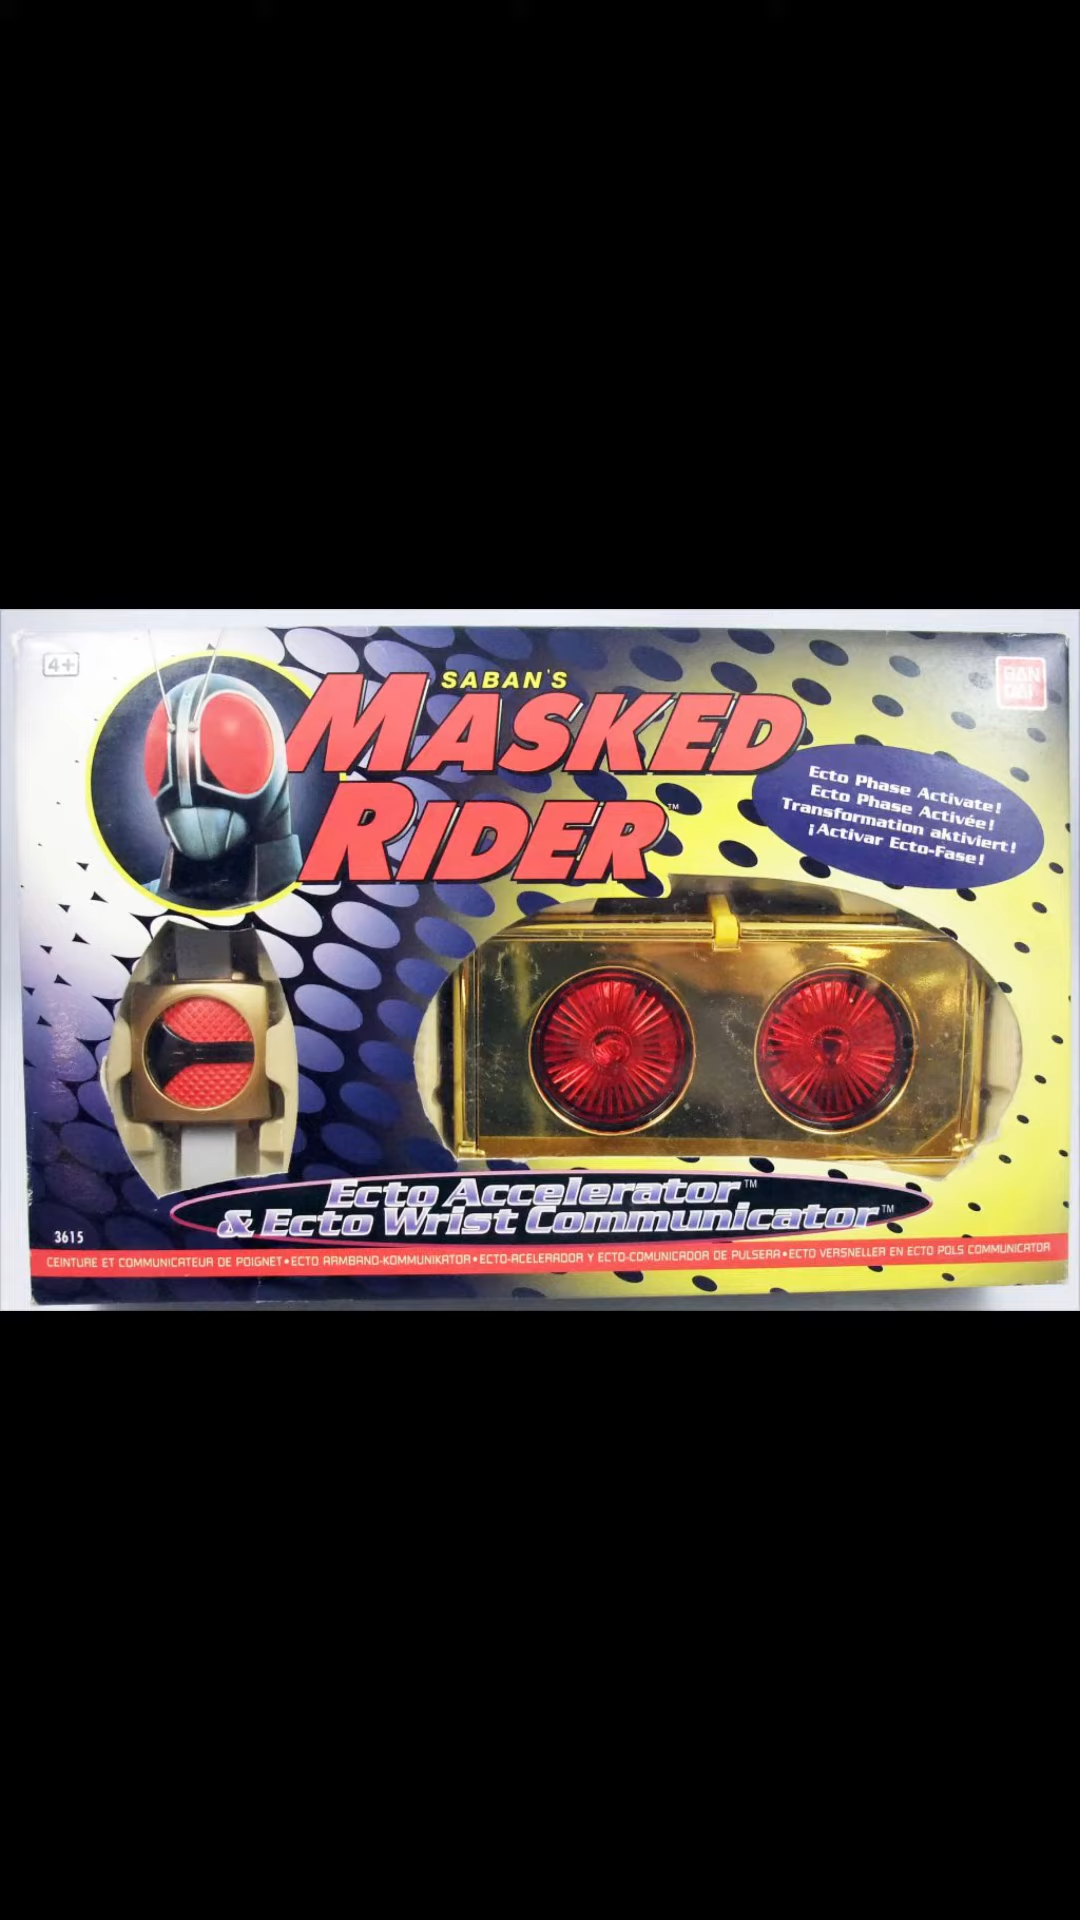 4+
SABAN'S
MASKED
RIDER™
BAN
DAI
Ecto Phase Activate!
Ecto Phase Activée!
Transformation aktiviert!
¡Activar Ecto-Fase!
Ecto Accelerator™
& Ecto Wrist Communicator™
3615
CEINTURE ET COMMUNICATEUR DE POIGNET•ECTO ARMBAND-KOMMUNIKATOR•ECTO-ACELERADOR Y ECTO-COMUNICADOR DE PULSERA•ECTO VERSNELLER EN ECTO POLS COMMUNICATOR